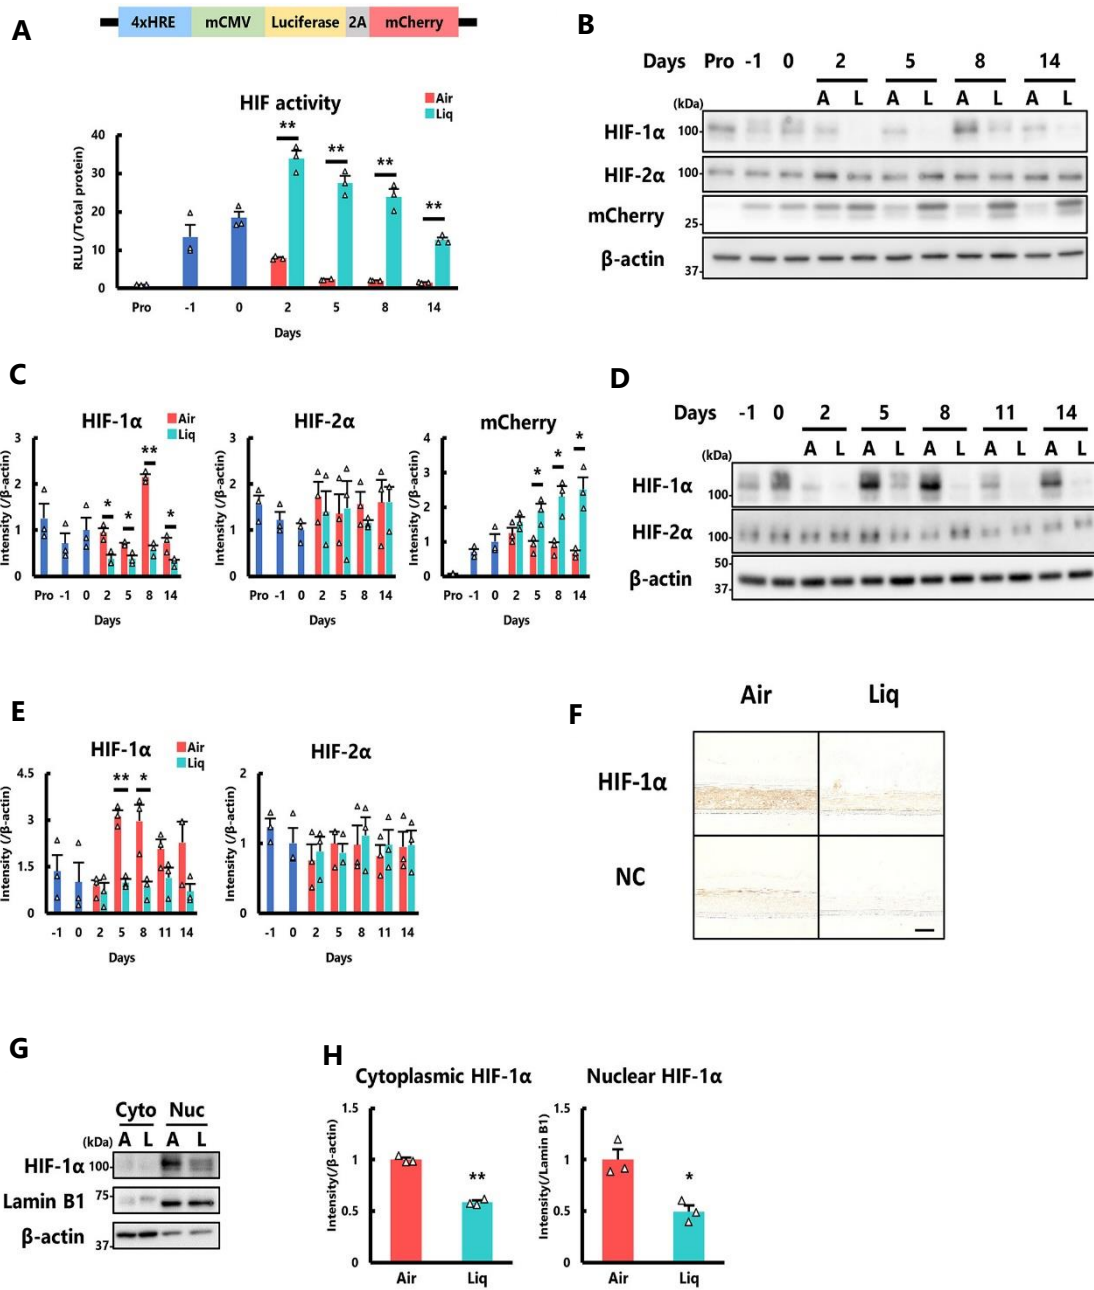 A
4xHRE mCMV Luciferase 2A mCherry
HIF activity
Air
Liq
RLU (/Total protein)
40
30
20
10
0
** ** ** **
Pro -1 0 2 5 8 14
Days
B
Days Pro -1 0 2 5 8 14
A L A L A L A L
(kDa)
HIF-1α 100-
HIF-2α 100-
mCherry
25-
β-actin
37-
C
HIF-1α
Air
Liq
Intensity (/β-actin)
3
2
1
0
* * ** *
Pro -1 0 2 5 8 14
Days
HIF-2α
Intensity (/β-actin)
3
2
1
0
Pro -1 0 2 5 8 14
Days
mCherry
Intensity (/β-actin)
4
3
2
1
0
* * *
Pro -1 0 2 5 8 14
Days
D
Days -1 0 2 5 8 11 14
A L A L A L A L A L
(kDa)
HIF-1α
100-
HIF-2α 100-
50-
β-actin
37-
E
HIF-1α
Air
Liq
Intensity (/β-actin)
4.5
3
1.5
0
** *
-1 0 2 5 8 11 14
Days
HIF-2α
Intensity (/β-actin)
2
1
0
-1 0 2 5 8 11 14
Days
F
Air Liq
HIF-1α
NC
G
Cyto Nuc
(kDa) A L A L
HIF-1α 100-
Lamin B1 75-
β-actin
37-
H
Cytoplasmic HIF-1α
Intensity(/β-actin)
1.5
1
0.5
0
**
Air Liq
Nuclear HIF-1α
Intensity(/Lamin B1)
1.5
1
0.5
0
*
Air Liq